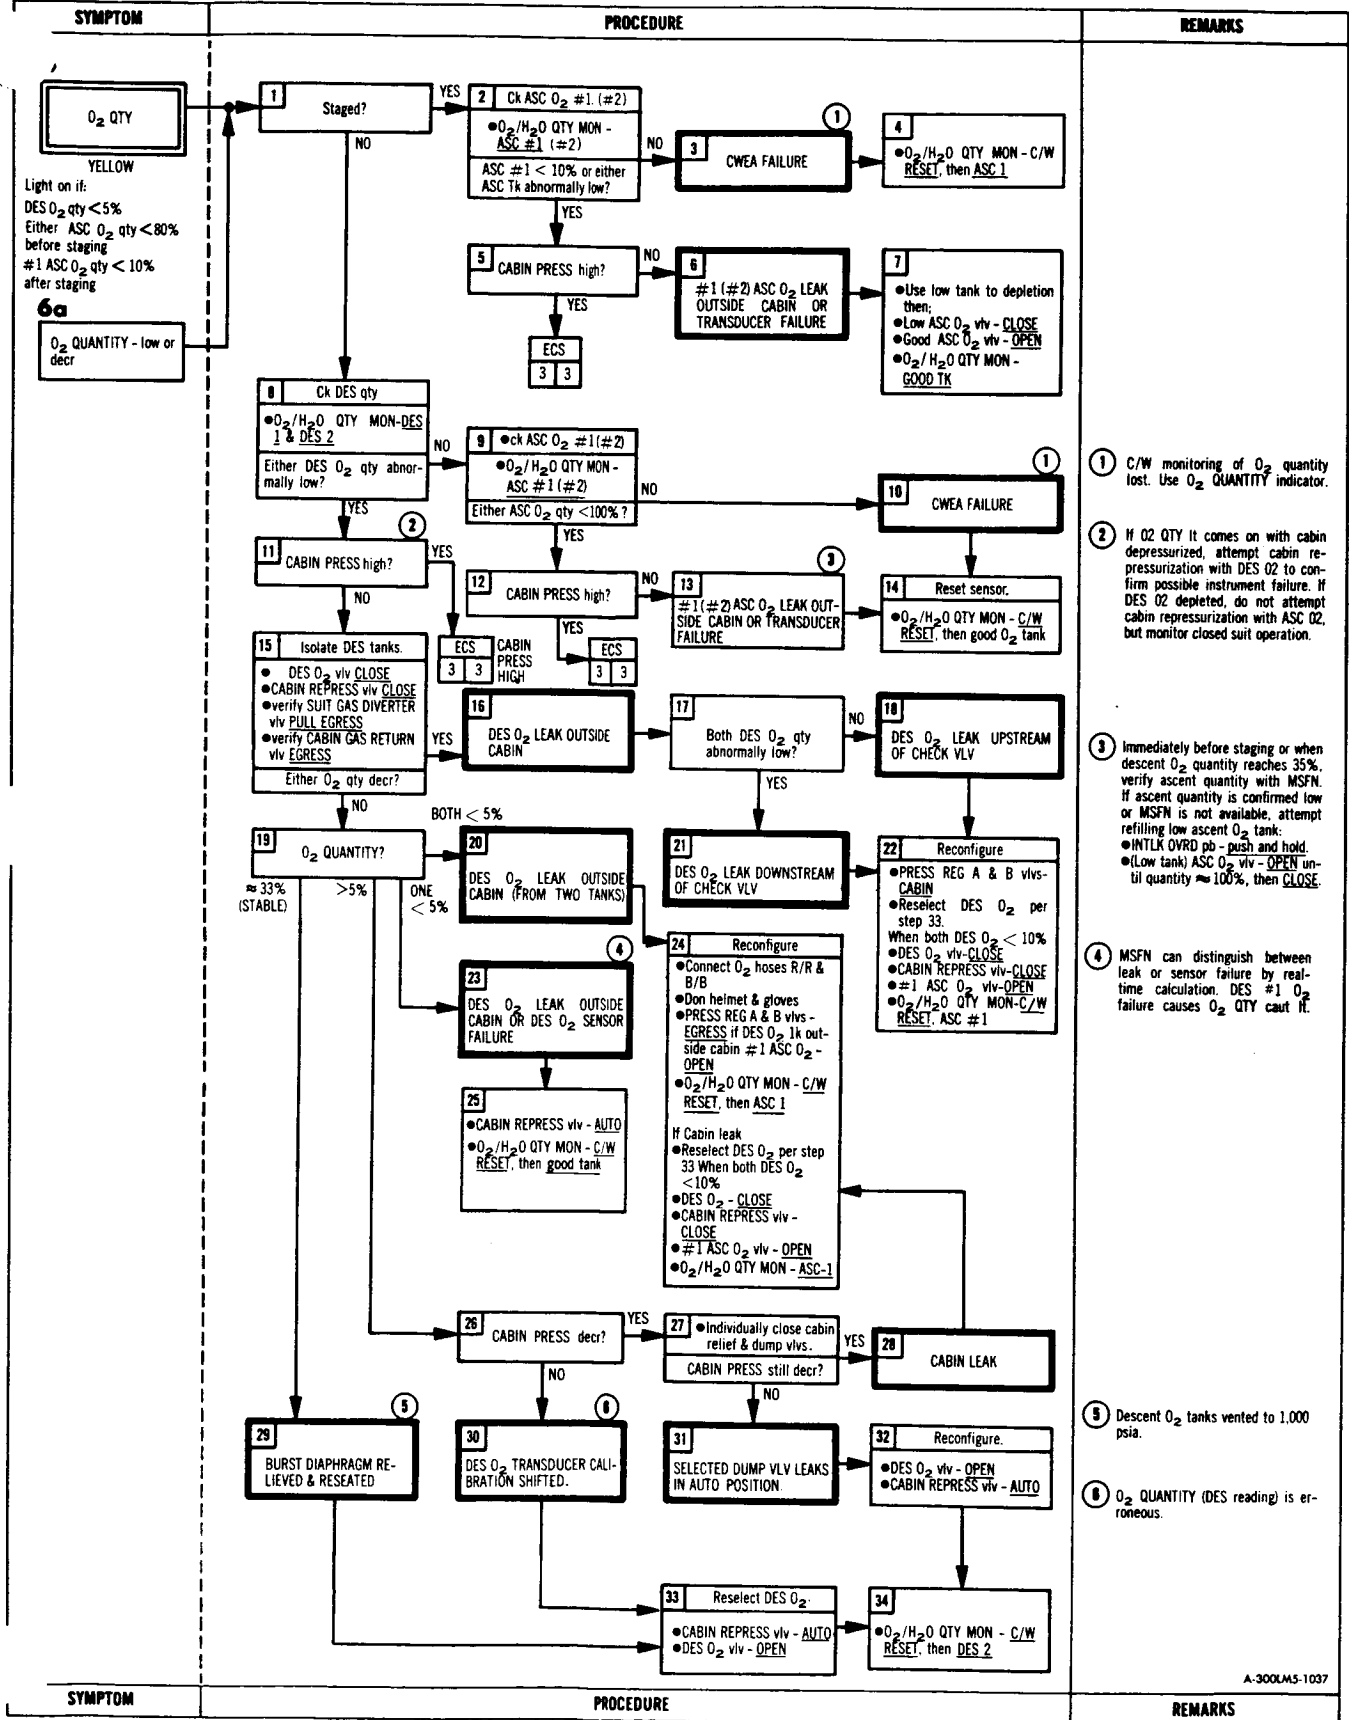 SYMPTOM
PROCEDURE
REMARKS
O2 QTY
YELLOW
Light on if:
DES O2 qty <5%
Either ASC O2 qty <80%
before staging
#1 ASC O2 qty < 10%
after staging
6a
O2 QUANTITY - low or
decr
1
Staged?
YES
NO
2
Ck ASC O2 #1. (#2)
●O2/H2O QTY MON -
ASC #1 (#2)
ASC #1 < 10% or either
ASC Tk abnormally low?
NO
YES
1
3
CWEA FAILURE
4
●O2/H2O QTY MON - C/W
RESET, then ASC 1
5
CABIN PRESS high?
NO
YES
ECS
3 3
6
#1 (#2) ASC O2 LEAK
OUTSIDE CABIN OR
TRANSDUCER FAILURE
7
●Use low tank to depletion
then;
●Low ASC O2 vlv - CLOSE
●Good ASC O2 vlv - OPEN
●O2/H2O QTY MON -
GOOD TK
8
Ck DES qty
●O2/H2O QTY MON-DES
1 & DES 2
Either DES O2 qty abnor-
mally low?
NO
YES
9
●ck ASC O2 #1(#2)
●O2/H2O QTY MON -
ASC #1 (#2)
Either ASC O2 qty <100% ?
NO
YES
1
10
CWEA FAILURE
2
11
CABIN PRESS high?
YES
NO
ECS
3 3
CABIN
PRESS
HIGH
12
CABIN PRESS high?
NO
YES
ECS
3 3
3
13
#1(#2) ASC O2 LEAK OUT-
SIDE CABIN OR TRANSDUCER
FAILURE
14
Reset sensor.
●O2/H2O QTY MON - C/W
RESET, then good O2 tank
15
Isolate DES tanks.
● DES O2 vlv CLOSE
●CABIN REPRESS vlv CLOSE
●verify SUIT GAS DIVERTER
vlv PULL EGRESS
●verify CABIN GAS RETURN
vlv EGRESS
Either O2 qty decr?
YES
NO
16
DES O2 LEAK OUTSIDE
CABIN
17
Both DES O2 qty
abnormally low?
NO
YES
18
DES O2 LEAK UPSTREAM
OF CHECK VLV
19
O2 QUANTITY?
BOTH < 5%
≈ 33%
(STABLE)
>5%
ONE
< 5%
20
DES O2 LEAK OUTSIDE
CABIN (FROM TWO TANKS)
21
DES O2 LEAK DOWNSTREAM
OF CHECK VLV
22
Reconfigure
●PRESS REG A & B vlvs-
CABIN
●Reselect DES O2 per
step 33.
When both DES O2 < 10%
●DES O2 vlv-CLOSE
●CABIN REPRESS vlv-CLOSE
●#1 ASC O2 vlv-OPEN
●O2/H2O QTY MON-C/W
RESET, ASC #1
4
23
DES O2 LEAK OUTSIDE
CABIN OR DES O2 SENSOR
FAILURE
24
Reconfigure
●Connect O2 hoses R/R &
B/B
●Don helmet & gloves
●PRESS REG A & B vlvs -
EGRESS if DES O2 lk out-
side cabin #1 ASC O2 -
OPEN
●O2/H2O QTY MON - C/W
RESET, then ASC 1
If Cabin leak
●Reselect DES O2 per step
33 When both DES O2
<10%
●DES O2 - CLOSE
●CABIN REPRESS vlv -
CLOSE
●#1 ASC O2 vlv - OPEN
●O2/H2O QTY MON - ASC-1
25
●CABIN REPRESS vlv - AUTO
●O2/H2O QTY MON - C/W
RESET, then good tank
26
CABIN PRESS decr?
YES
NO
27
●Individually close cabin
relief & dump vlvs.
CABIN PRESS still decr?
YES
NO
28
CABIN LEAK
5
29
BURST DIAPHRAGM RE-
LIEVED & RESEATED
6
30
DES O2 TRANSDUCER CALI-
BRATION SHIFTED.
31
SELECTED DUMP VLV LEAKS
IN AUTO POSITION.
32
Reconfigure.
●DES O2 vlv - OPEN
●CABIN REPRESS vlv - AUTO
33
Reselect DES O2.
●CABIN REPRESS vlv - AUTO
●DES O2 vlv - OPEN
34
●O2/H2O QTY MON - C/W
RESET, then DES 2
1 C/W monitoring of O2 quantity
lost. Use O2 QUANTITY indicator.
2 If 02 QTY lt comes on with cabin
depressurized, attempt cabin re-
pressurization with DES 02 to con-
firm possible instrument failure. If
DES 02 depleted, do not attempt
cabin repressurization with ASC 02,
but monitor closed suit operation.
3 Immediately before staging or when
descent O2 quantity reaches 35%,
verify ascent quantity with MSFN.
If ascent quantity is confirmed low
or MSFN is not available, attempt
refilling low ascent O2 tank:
●INTLK OVRD pb - push and hold.
●(Low tank) ASC O2 vlv - OPEN un-
til quantity ≈ 100%, then CLOSE.
4 MSFN can distinguish between
leak or sensor failure by real-
time calculation. DES #1 O2
failure causes O2 QTY caut lt.
5 Descent O2 tanks vented to 1,000
psia.
6 O2 QUANTITY (DES reading) is er-
roneous.
A-300LM5-1037
SYMPTOM
PROCEDURE
REMARKS